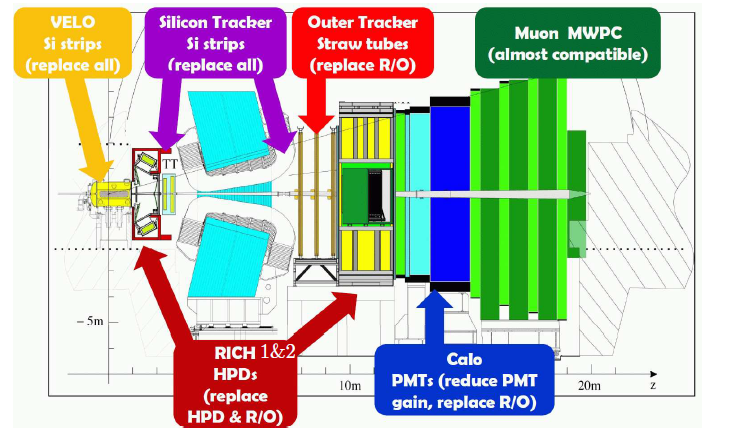 VELO
Si strips
(replace all)
Silicon Tracker
Si strips
(replace all)
Outer Tracker
Straw tubes
(replace R/O)
Muon MWPC
(almost compatible)
TT
– 5m
RICH 1&2
HPDs
(replace
HPD & R/O)
Calo
PMTs (reduce PMT
gain, replace R/O)
10m
20m
z